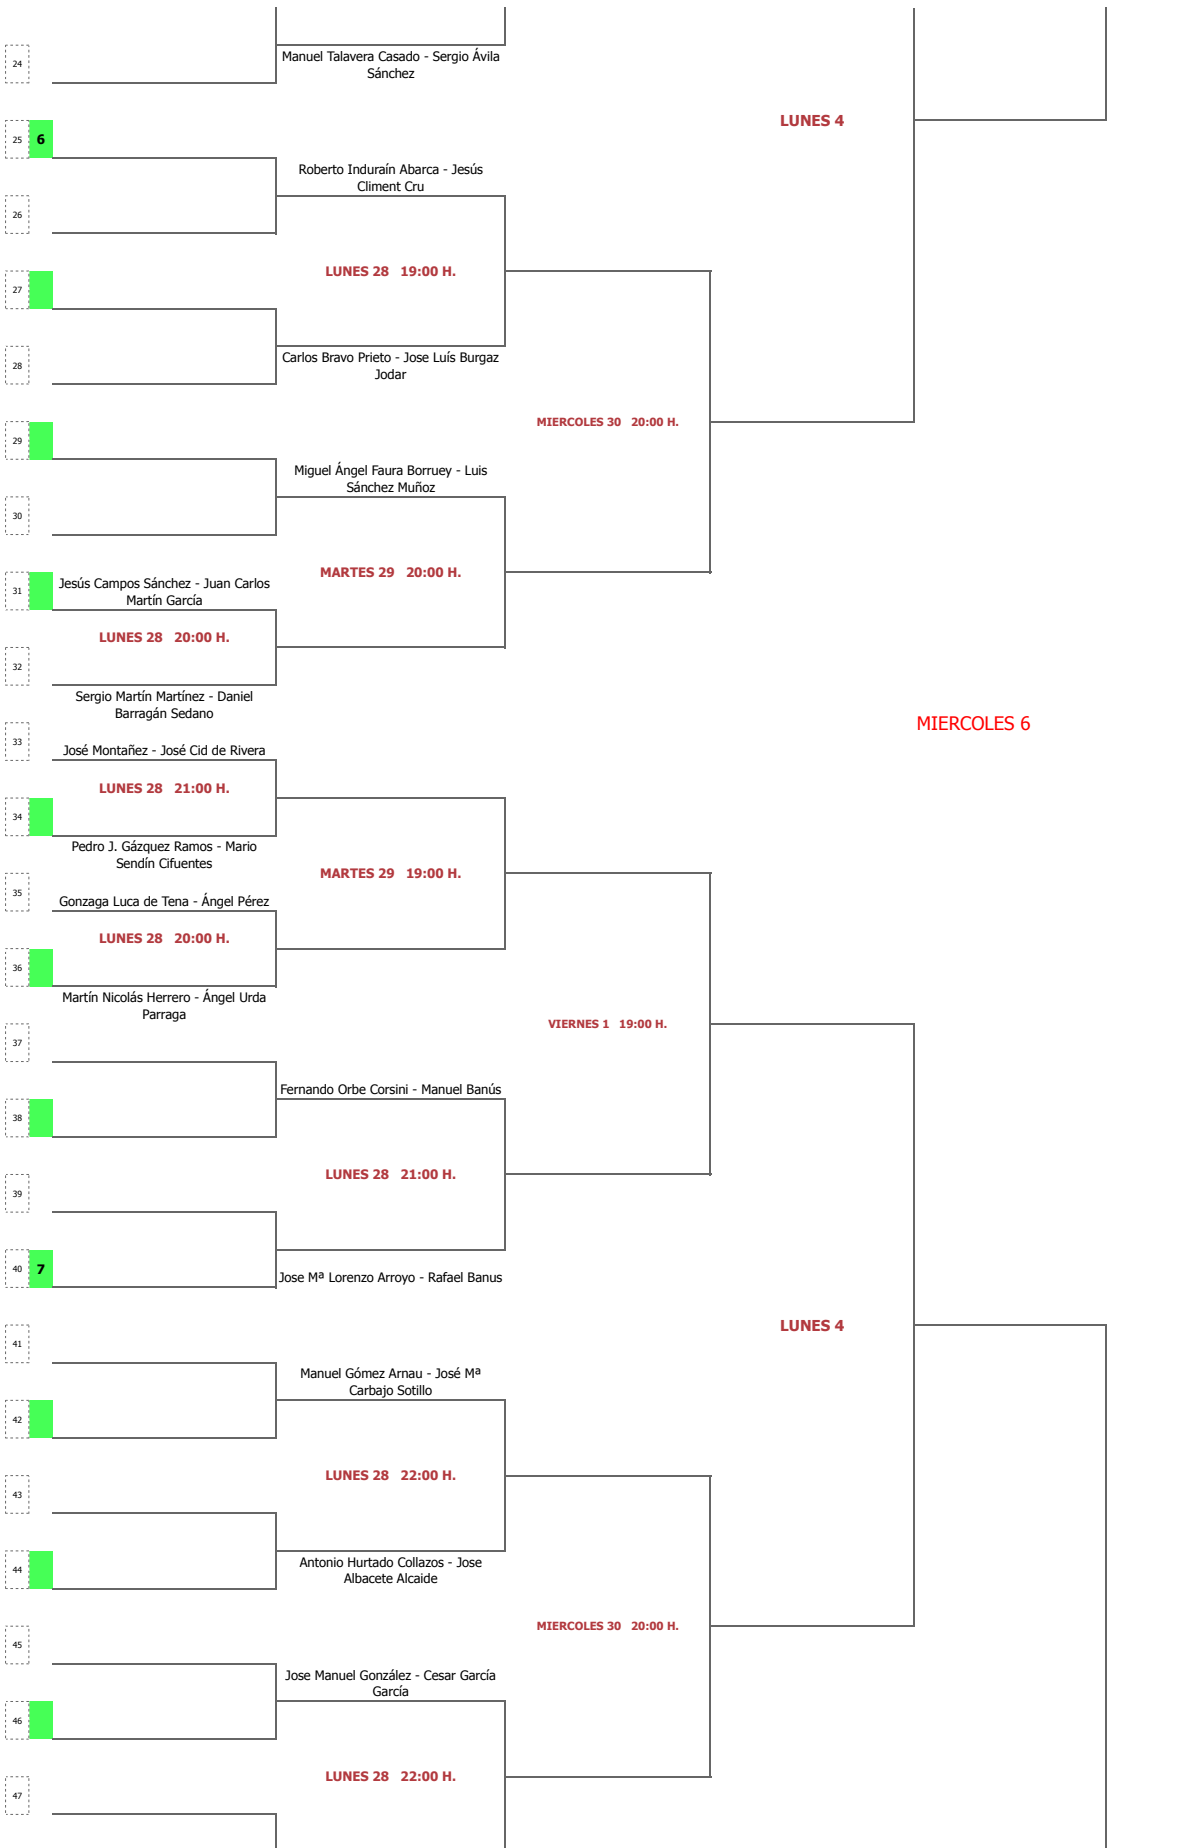 Manuel Talavera Casado - Sergio Ávila
Sánchez
24
LUNES 4
25
6
Roberto Induraín Abarca - Jesús
Climent Cru
26
LUNES 28 19:00 H.
27
Carlos Bravo Prieto - Jose Luís Burgaz
Jodar
28
MIERCOLES 30 20:00 H.
29
Miguel Ángel Faura Borruey - Luis
Sánchez Muñoz
30
MARTES 29 20:00 H.
31
Jesús Campos Sánchez - Juan Carlos
Martín García
LUNES 28 20:00 H.
32
Sergio Martín Martínez - Daniel
Barragán Sedano
MIERCOLES 6
33
José Montañez - José Cid de Rivera
LUNES 28 21:00 H.
34
Pedro J. Gázquez Ramos - Mario
Sendín Cifuentes
MARTES 29 19:00 H.
35
Gonzaga Luca de Tena - Ángel Pérez
LUNES 28 20:00 H.
36
Martín Nicolás Herrero - Ángel Urda
Parraga
VIERNES 1 19:00 H.
37
Fernando Orbe Corsini - Manuel Banús
38
LUNES 28 21:00 H.
39
40
7
Jose Mª Lorenzo Arroyo - Rafael Banus
LUNES 4
41
Manuel Gómez Arnau - José Mª
Carbajo Sotillo
42
LUNES 28 22:00 H.
43
Antonio Hurtado Collazos - Jose
Albacete Alcaide
44
MIERCOLES 30 20:00 H.
45
Jose Manuel González - Cesar García
García
46
LUNES 28 22:00 H.
47